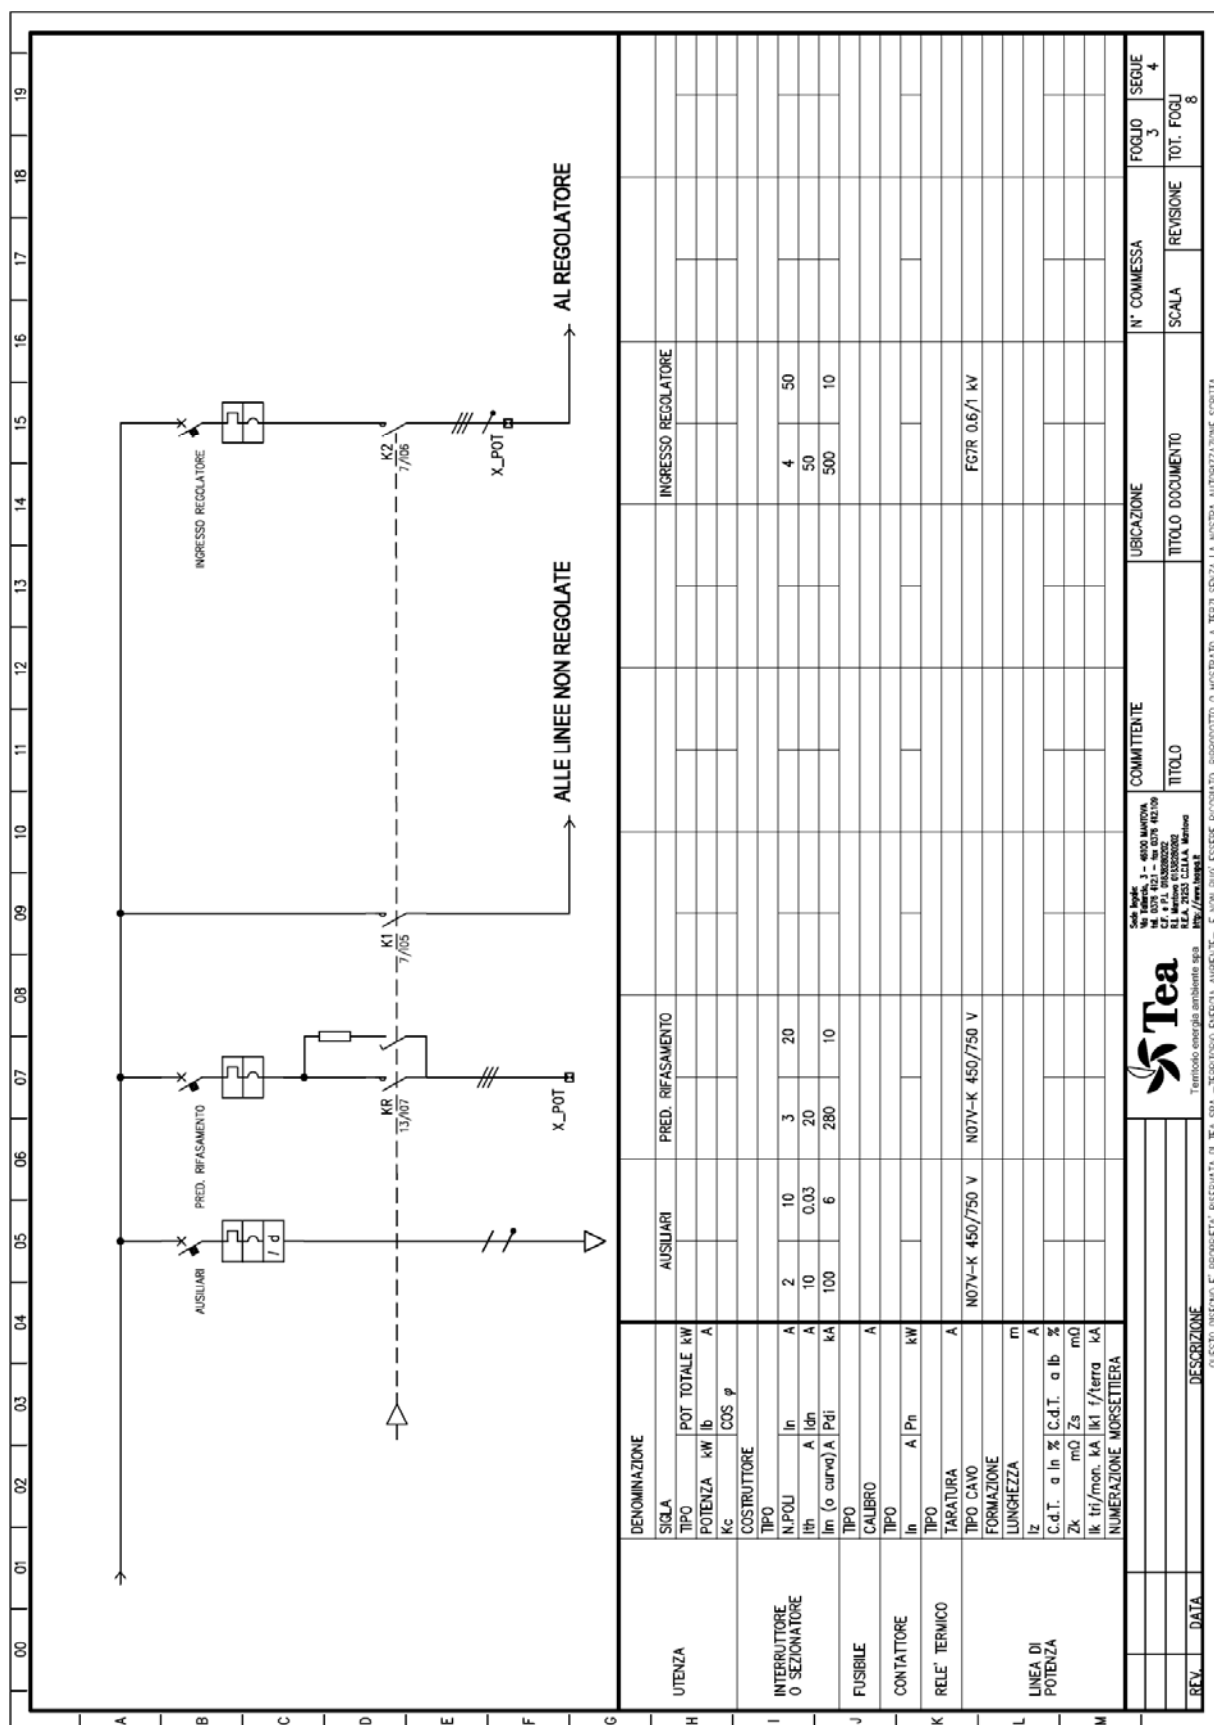 00 01 02 03 04 05 06 07 08 09 10 11 12 13 14 15 16 17 18 19
A
B
C
D
E
F
G
H
I
J
K
L
M
AUSILIARI
I d
PRED. RIFASAMENTO
KR
13/107
X_POT
K1
7/105
ALLE LINEE NON REGOLATE
INGRESSO REGOLATORE
K2
7/106
X_POT
AL REGOLATORE
UTENZA
DENOMINAZIONE AUSILIARI PRED. RIFASAMENTO INGRESSO REGOLATORE
SIGLA
TIPO POT TOTALE kW
POTENZA kW Ib A
Kc COS φ
INTERRUTTORE
O SEZIONATORE
COSTRUTTORE
TIPO
N.POLI In A 2 10 3 20 4 50
Ith A Idn A 10 0.03 20 50
Im (o curva) A Pdi kA 100 6 280 10 500 10
FUSIBILE
TIPO
CALIBRO A
CONTATTORE
TIPO
In A Pn kW
RELE' TERMICO
TIPO
TARATURA A
LINEA DI
POTENZA
TIPO CAVO N07V-K 450/750 V N07V-K 450/750 V FG7R 0.6/1 kV
FORMAZIONE
LUNGHEZZA m
Iz A
C.d.T. a In % C.d.T. a Ib %
Zk mΩ Zs mΩ
Ik tri/mon. kA Ik1 f/terra kA
NUMERAZIONE MORSETTIERA
REV. DATA DESCRIZIONE
Tea
Territorio energia ambiente spa
Sede legale:
COMMITTENTE
TITOLO
UBICAZIONE
TITOLO DOCUMENTO
N° COMMESSA
SCALA REVISIONE
FOGLIO 3
SEGUE 4
TOT. FOGLI 8